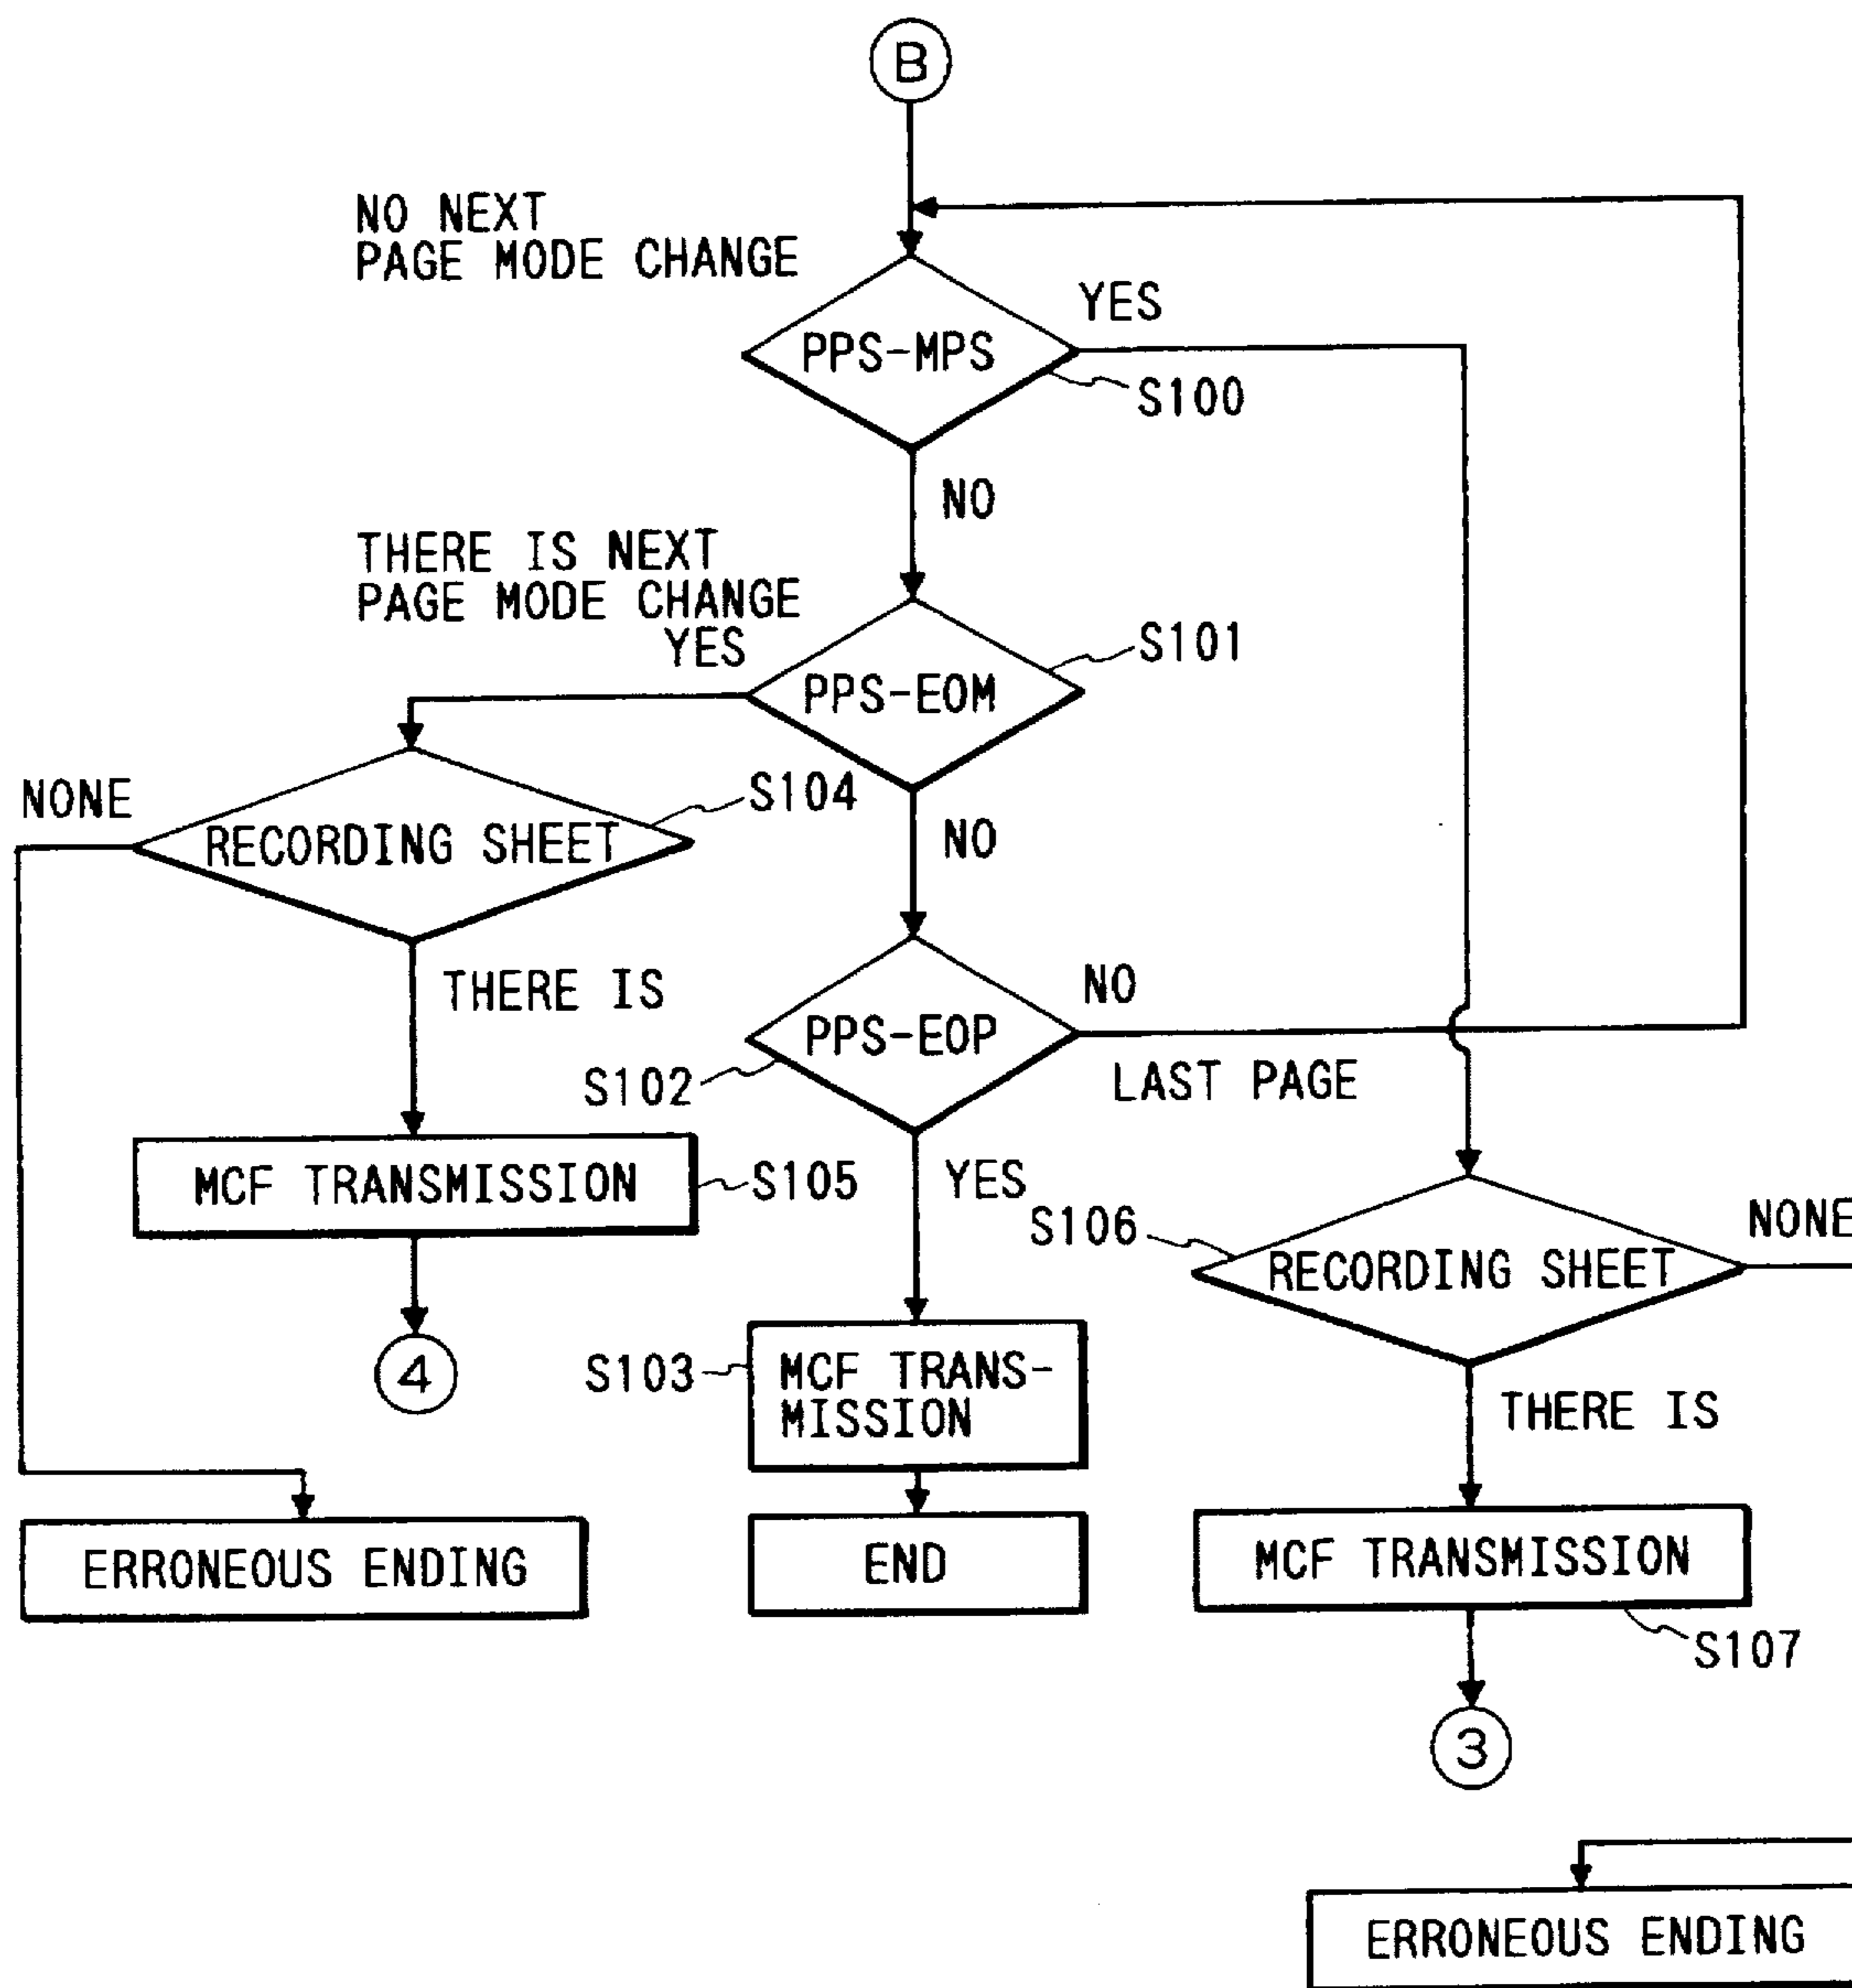 B
NO NEXT
PAGE MODE CHANGE
YES
PPS-MPS
S100
NO
THERE IS NEXT
PAGE MODE CHANGE
YES
S101
PPS-EOM
NONE
S104
RECORDING SHEET
NO
THERE IS
NO
PPS-EOP
S102
LAST PAGE
MCF TRANSMISSION
S105
YES
S106
NONE
RECORDING SHEET
4
S103
MCF TRANS-
MISSION
THERE IS
ERRONEOUS ENDING
END
MCF TRANSMISSION
S107
3
ERRONEOUS ENDING